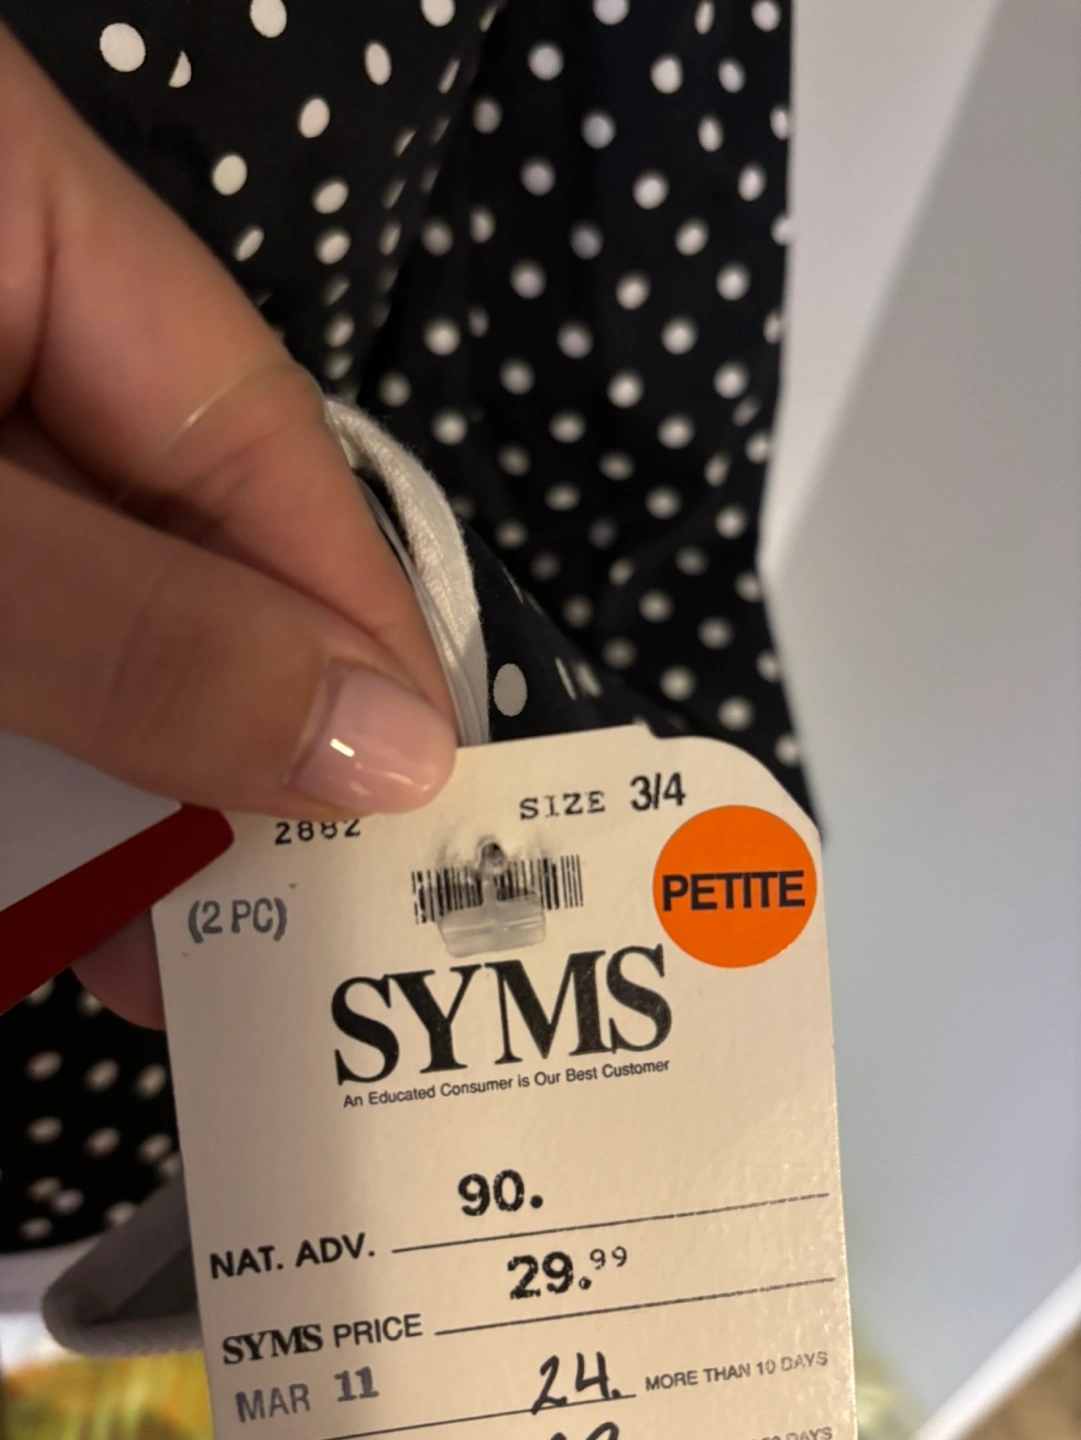 2882 SIZE 3/4
(2 PC)
PETITE
SYMS
An Educated Consumer is Our Best Customer
90.
NAT. ADV.
29.99
SYMS PRICE
MAR 11 24. MORE THAN 10 DAYS
DAYS